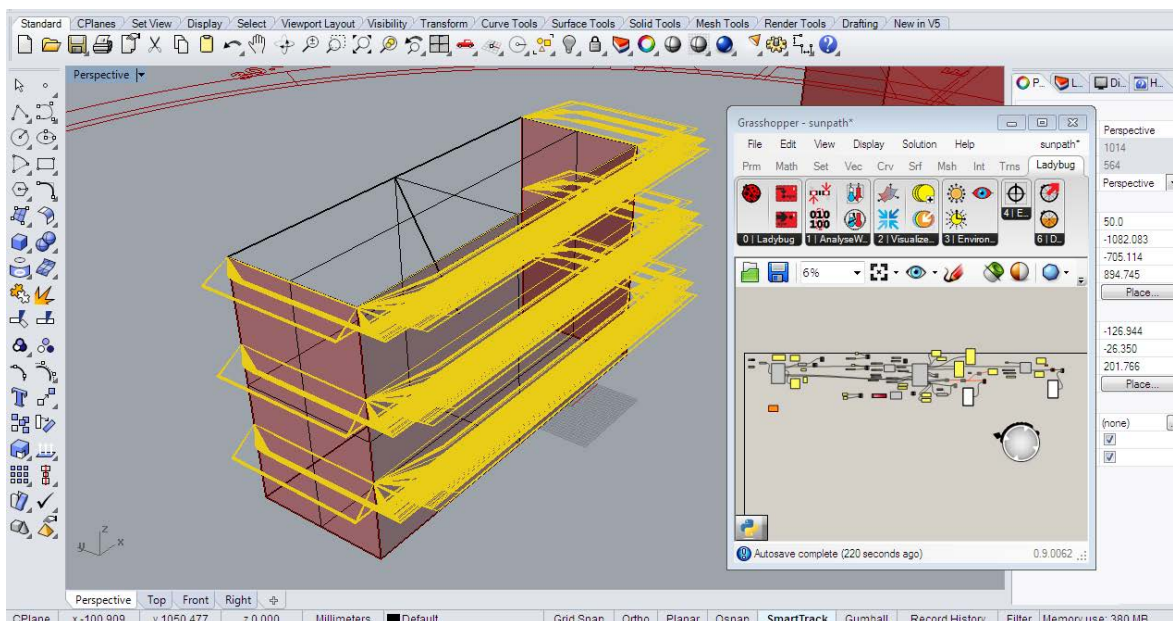 Standard CPlanes Set View Display Select Viewport Layout Visibility Transform Curve Tools Surface Tools Solid Tools Mesh Tools Render Tools Drafting New in V5
Perspective
P... L... Di... H...
Perspective
1014
564
Perspective
50.0
-1082.083
-705.114
894.745
Place...
-126.944
-26.350
201.766
Place...
(none)
Grasshopper - sunpath*
File Edit View Display Solution Help sunpath*
Prm Math Set Vec Crv Srf Msh Int Trns Ladybug
0 | Ladybug 1 | AnalyseW... 2 | Visualize... 3 | Environ... 4 | E... 6 | D...
6%
Autosave complete (220 seconds ago) 0.9.0062
z
y x
Perspective Top Front Right
CPlane x -100.909 y 1050.477 z 0.000 Millimeters Default Grid Snap Ortho Planar Osnap SmartTrack Gumball Record History Filter Memory use: 380 MB